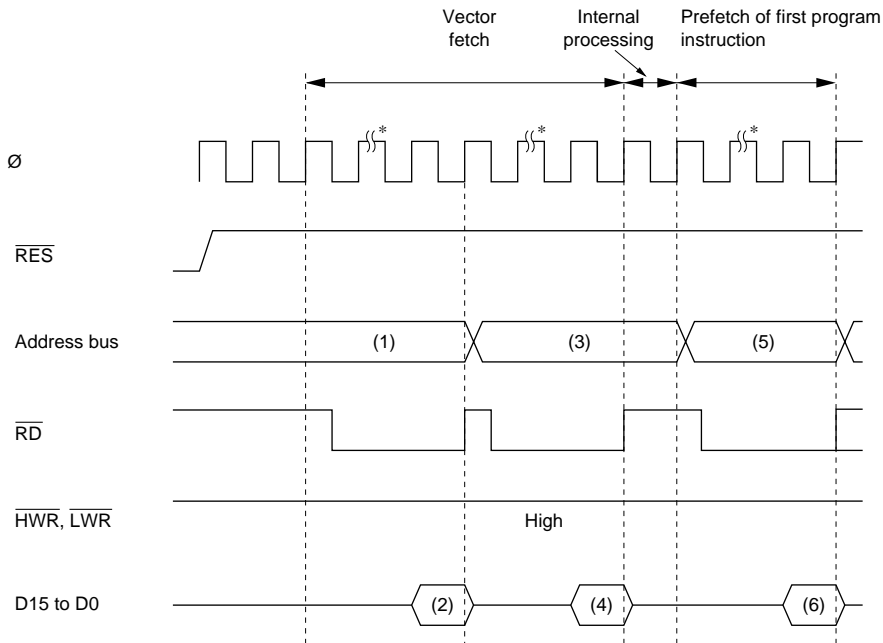 Vector
fetch
Internal
processing
Prefetch of first program
instruction
* * *
Ø
RES
Address bus
(1) (3) (5)
RD
HWR, LWR
High
D15 to D0
(2) (4) (6)